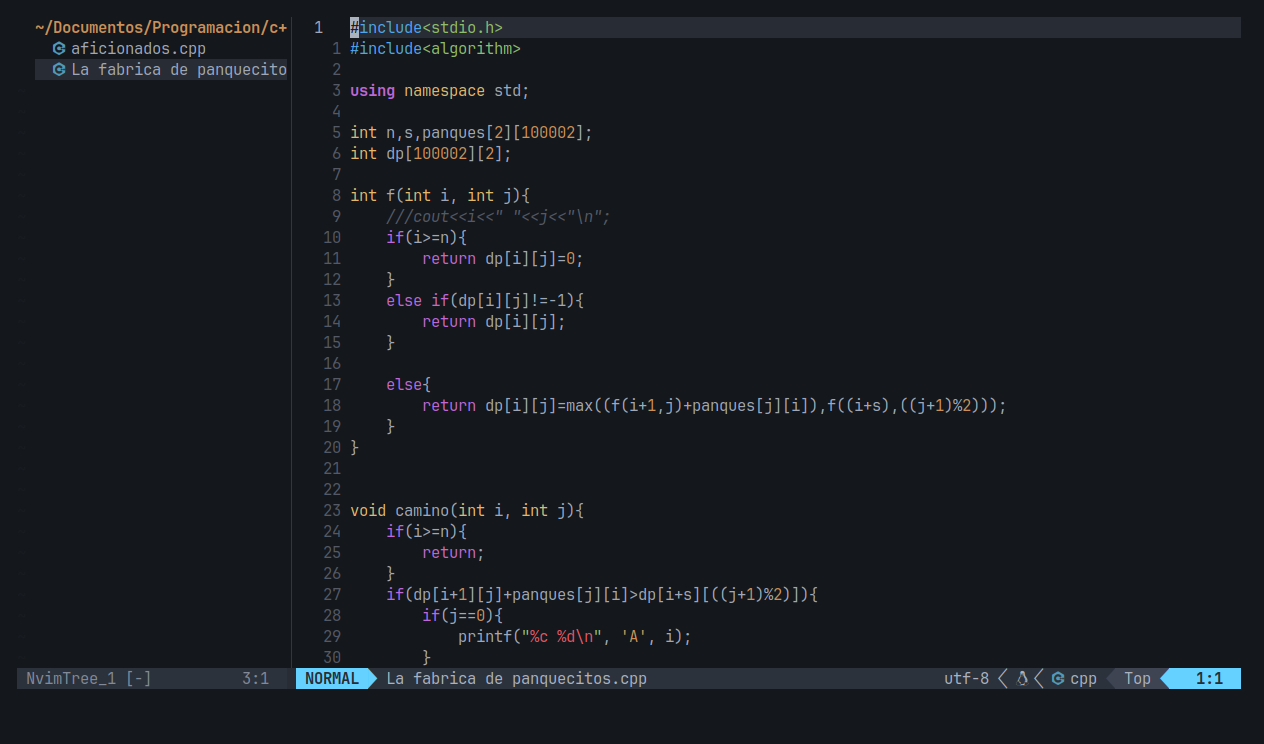 ~/Documentos/Programacion/c+
aficionados.cpp
La fabrica de panquecito
1 #include<stdio.h>
1 #include<algorithm>
2
3 using namespace std;
4
5 int n,s,panques[2][100002];
6 int dp[100002][2];
7
8 int f(int i, int j){
9     ///cout<<i<<" "<<j<<"\n";
10     if(i>=n){
11         return dp[i][j]=0;
12     }
13     else if(dp[i][j]!=-1){
14         return dp[i][j];
15     }
16
17     else{
18         return dp[i][j]=max((f(i+1,j)+panques[j][i]),f((i+s),((j+1)%2)));
19     }
20 }
21
22
23 void camino(int i, int j){
24     if(i>=n){
25         return;
26     }
27     if(dp[i+1][j]+panques[j][i]>dp[i+s][((j+1)%2)]){
28         if(j==0){
29             printf("%c %d\n", 'A', i);
30         }
NvimTree_1 [-] 3:1
NORMAL La fabrica de panquecitos.cpp utf-8 cpp Top 1:1